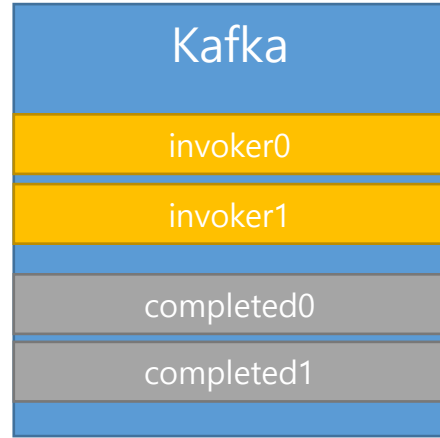 Kafka
invoker0
invoker1
completed0
completed1